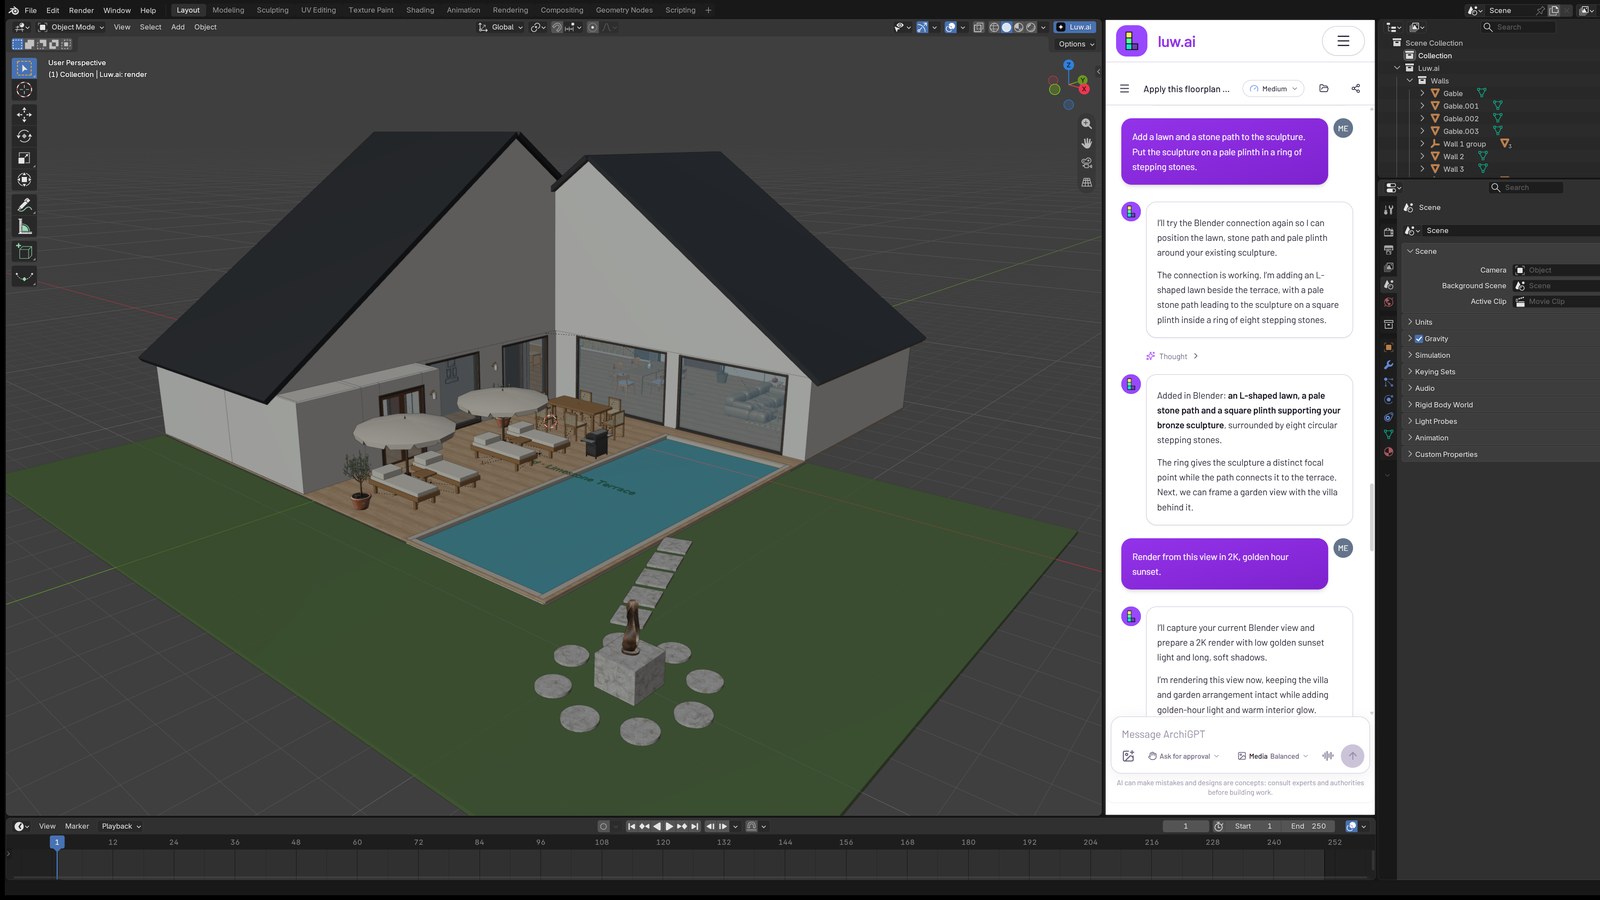 File Edit Render Window Help Layout Modeling Sculpting UV Editing Texture Paint Shading Animation Rendering Compositing Geometry Nodes Scripting + Scene
Object Mode View Select Add Object Global Luw.ai
Options
User Perspective
(1) Collection | Luw.ai: render
Z
Y
X
Limestone Terrace
luw.ai
Apply this floorplan ... Medium
Add a lawn and a stone path to the sculpture.
Put the sculpture on a pale plinth in a ring of
stepping stones.
ME
I'll try the Blender connection again so I can
position the lawn, stone path and pale plinth
around your existing sculpture.
The connection is working. I'm adding an L-
shaped lawn beside the terrace, with a pale
stone path leading to the sculpture on a square
plinth inside a ring of eight stepping stones.
Thought
Added in Blender: an L-shaped lawn, a pale
stone path and a square plinth supporting your
bronze sculpture, surrounded by eight circular
stepping stones.
The ring gives the sculpture a distinct focal
point while the path connects it to the terrace.
Next, we can frame a garden view with the villa
behind it.
Render from this view in 2K, golden hour
sunset.
ME
I'll capture your current Blender view and
prepare a 2K render with low golden sunset
light and long, soft shadows.
I'm rendering this view now, keeping the villa
and garden arrangement intact while adding
golden-hour light and warm interior glow.
Message ArchiGPT
Ask for approval Media Balanced
AI can make mistakes and designs are concepts; consult experts and authorities
before building work.
Search
Scene Collection
Collection
Luw.ai
Walls
Gable
Gable.001
Gable.002
Gable.003
Wall 1 group
Wall 2
Wall 3
Search
Scene
Scene
Scene
Camera Object
Background Scene Scene
Active Clip Movie Clip
Units
Gravity
Simulation
Keying Sets
Audio
Rigid Body World
Light Probes
Animation
Custom Properties
View Marker Playback 1 Start 1 End 250
1 12 24 36 48 60 72 84 96 108 120 132 144 156 168 180 192 204 216 228 240 252